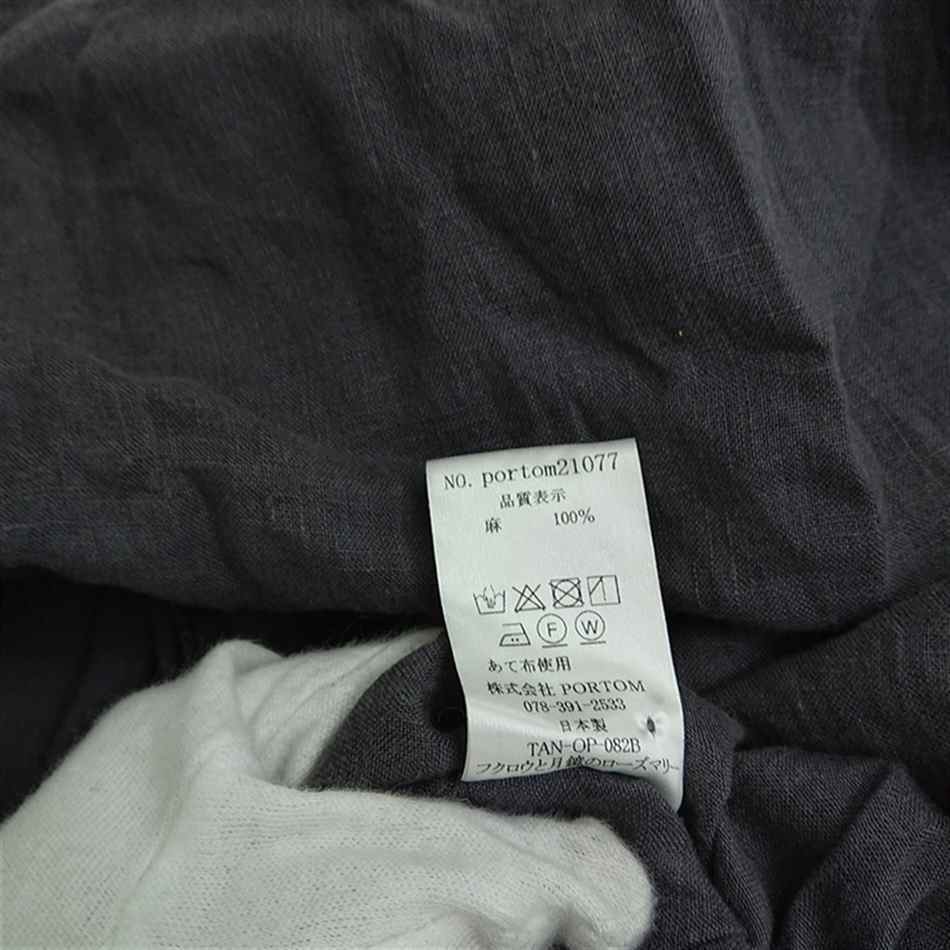 NO. portom21077
品質表示
麻 100%
F W
あて布使用
株式会社 PORTOM
078-391-2533
日本製
TAN-OP-082B
フクロウと月鏡のローズマリー